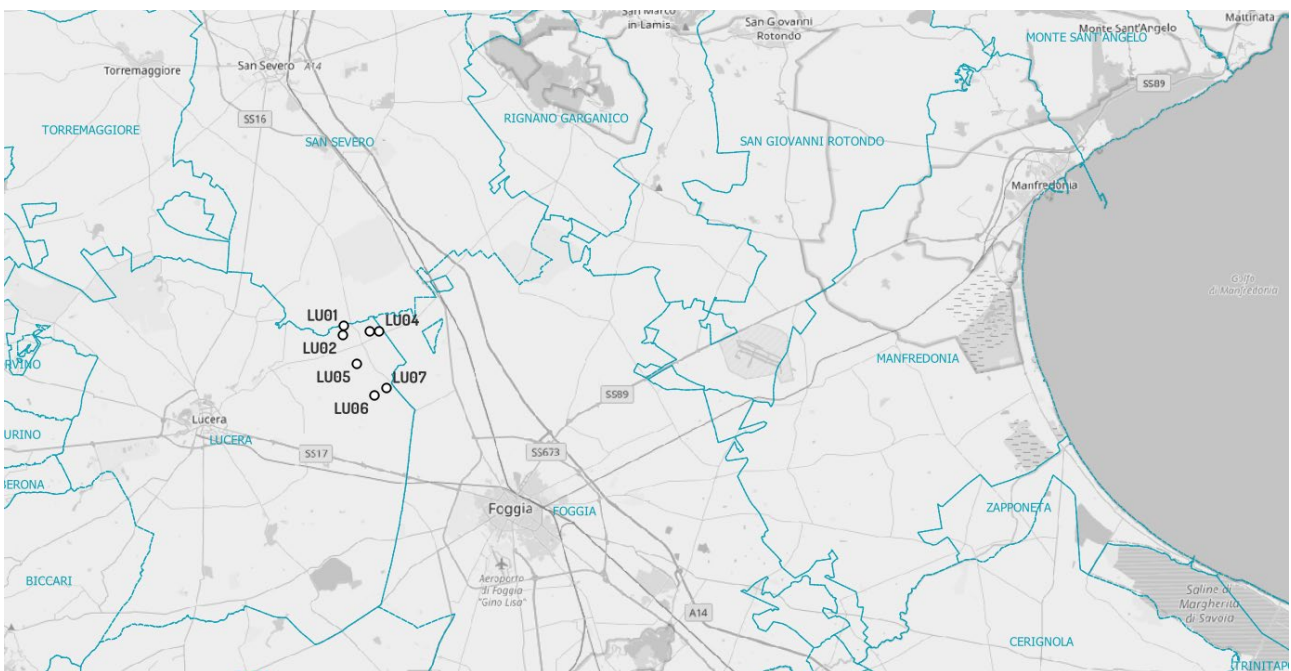 San Marco
in-Lamis
San Giovanni
Rotondo
Mattinata
Monte Sant'Angelo
MONTE SANT'ANGELO
Torremaggiore
San Severo
A14
SS89
SS16
RIGNANO GARGANICO
TORREMAGGIORE
SAN SEVERO
SAN GIOVANNI ROTONDO
Manfredonia
Golfo
di Manfredonia
LU01
LU04
LU02
MANFREDONIA
LU05
LU07
LU06
SS89
Lucera
LUCERA
SS17
SS673
Foggia
FOGGIA
ZAPPONETA
BICCARI
Aeroporto
di Foggia
"Gino Lisa"
A14
Saline di
Margherita
di Savoia
CERIGNOLA